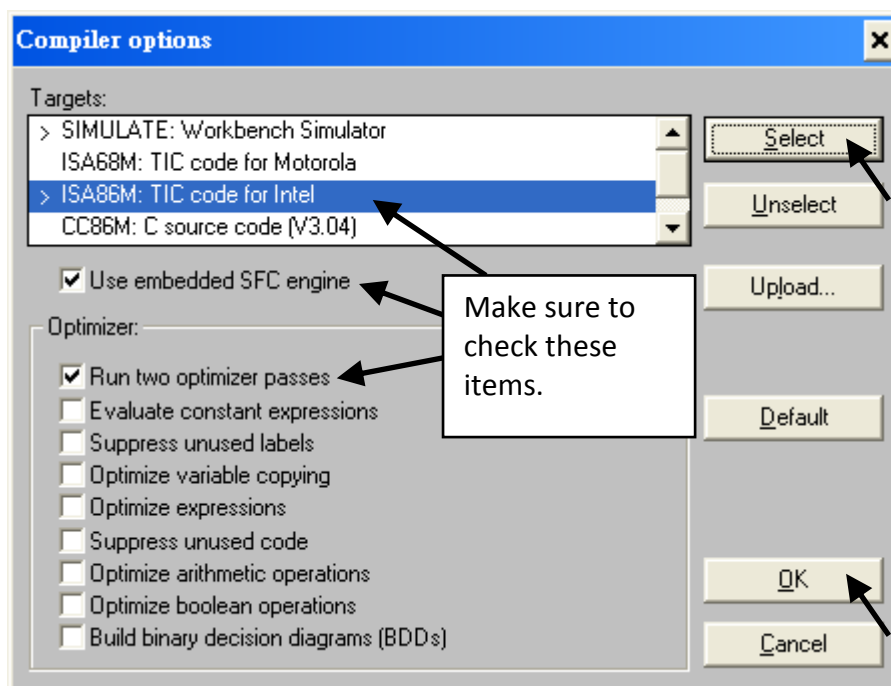 Compiler options
Targets:
> SIMULATE: Workbench Simulator
ISA68M: TIC code for Motorola
> ISA86M: TIC code for Intel
CC86M: C source code (V3.04)
Select
Unselect
Use embedded SFC engine
Upload...
Make sure to
check these
items.
Optimizer:
Run two optimizer passes
Evaluate constant expressions
Suppress unused labels
Optimize variable copying
Optimize expressions
Suppress unused code
Optimize arithmetic operations
Optimize boolean operations
Build binary decision diagrams (BDDs)
Default
OK
Cancel